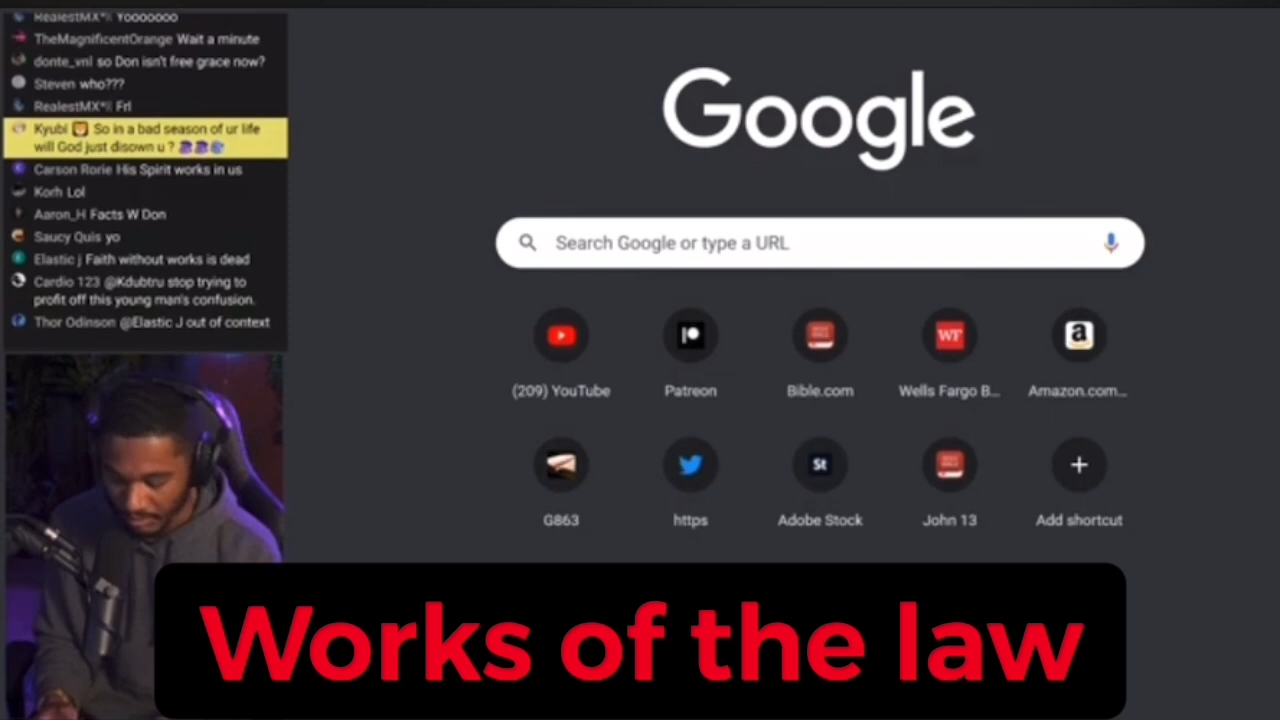 RealestMX Yooooooo
TheMagnificentOrange Wait a minute
donte_vnl so Don isn't free grace now?
Steven who???
RealestMX Frl
Kyubi So in a bad season of ur life
will God just disown u ?
Carson Rorie His Spirit works in us
Korh Lol
Aaron_H Facts W Don
Saucy Quis yo
Elastic j Faith without works is dead
Cardio 123 @Kdubtru stop trying to
profit off this young man's confusion.
Thor Odinson @Elastic J out of context
Google
Search Google or type a URL
(209) YouTube Patreon Bible.com Wells Fargo B... Amazon.com...
G863 https Adobe Stock John 13 Add shortcut
Works of the law